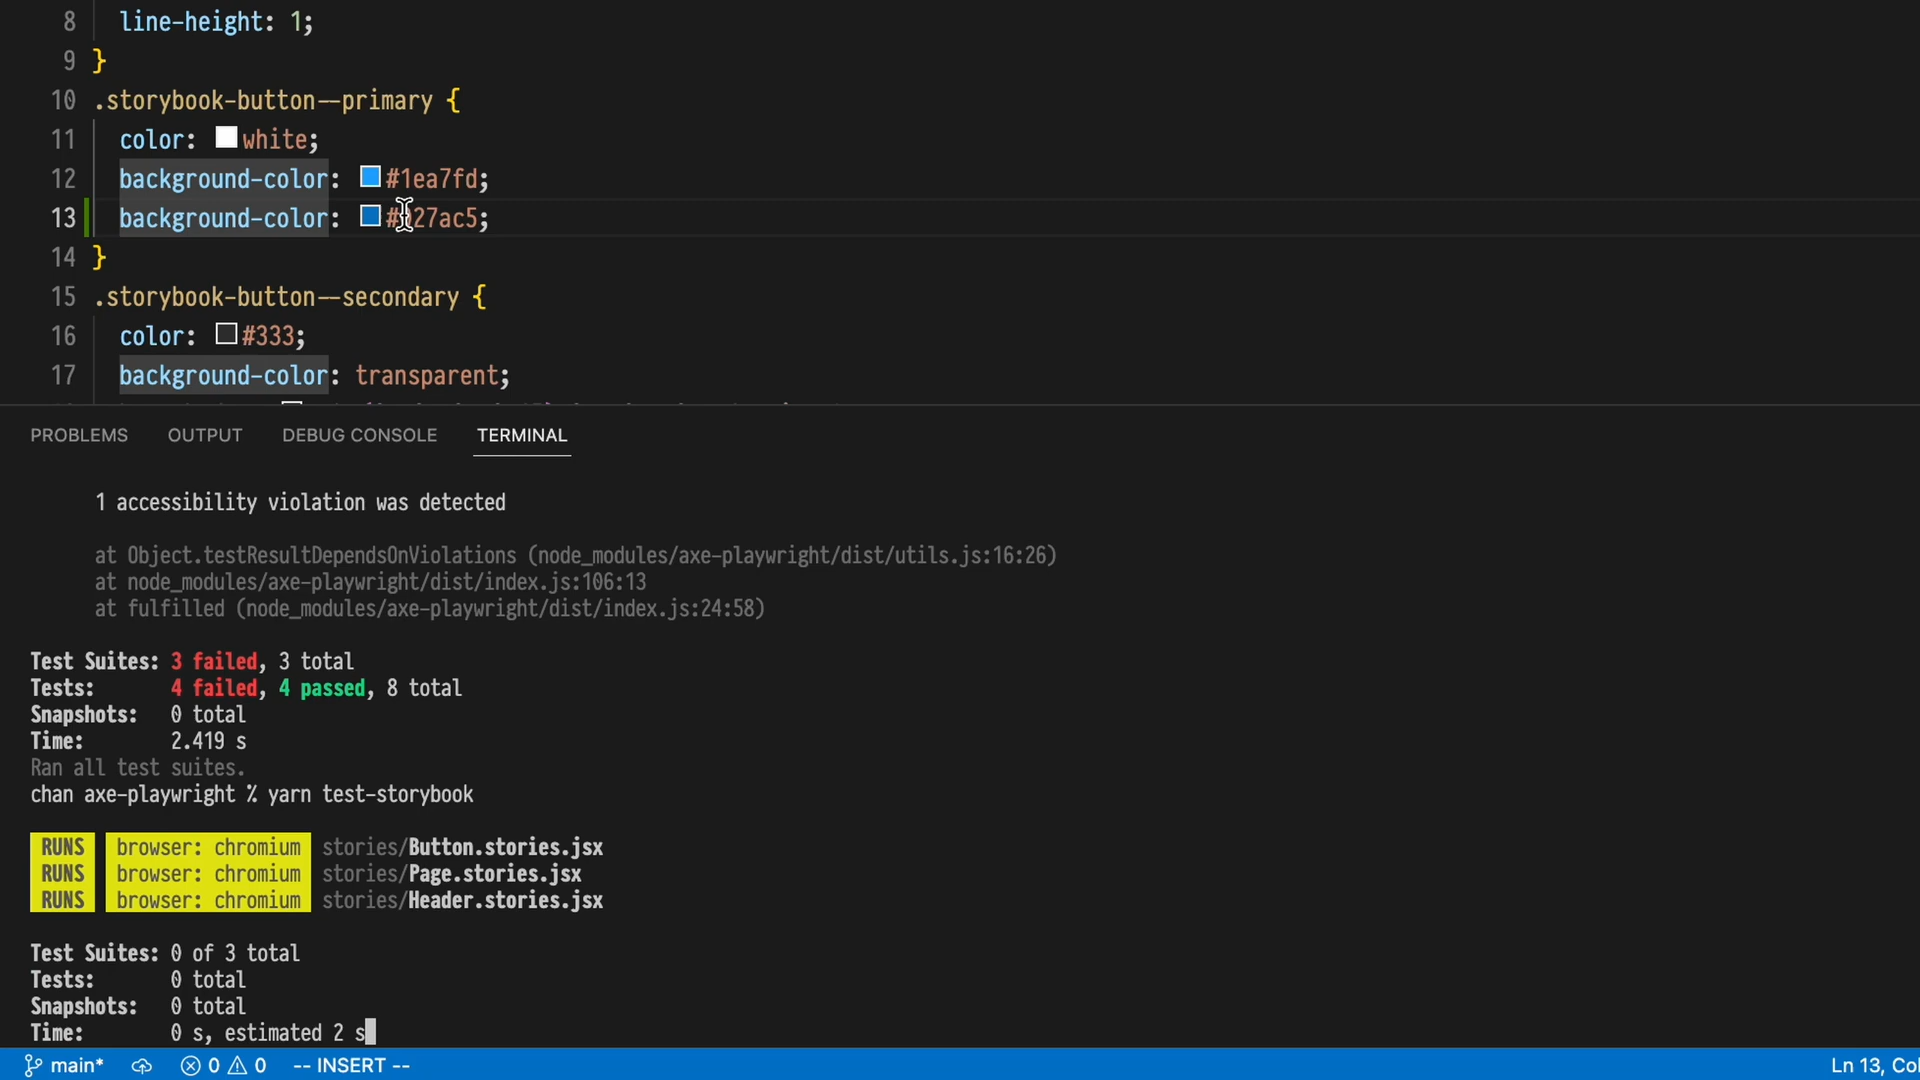 8 line-height: 1;
9 }
10 .storybook-button--primary {
11 color: white;
12 background-color: #1ea7fd;
13 background-color: 27ac5;
14 }
15 .storybook-button--secondary {
16 color: #333;
17 background-color: transparent;
PROBLEMS OUTPUT DEBUG CONSOLE TERMINAL
1 accessibility violation was detected
at Object.testResultDependsOnViolations (node_modules/axe-playwright/dist/utils.js:16:26)
at node_modules/axe-playwright/dist/index.js:106:13
at fulfilled (node_modules/axe-playwright/dist/index.js:24:58)
Test Suites: 3 failed, 3 total
Tests: 4 failed, 4 passed, 8 total
Snapshots: 0 total
Time: 2.419 s
Ran all test suites.
chan axe-playwright % yarn test-storybook
RUNS browser: chromium stories/Button.stories.jsx
RUNS browser: chromium stories/Page.stories.jsx
RUNS browser: chromium stories/Header.stories.jsx
Test Suites: 0 of 3 total
Tests: 0 total
Snapshots: 0 total
Time: 0 s, estimated 2 s
main* 0 0 -- INSERT -- Ln 13, Col